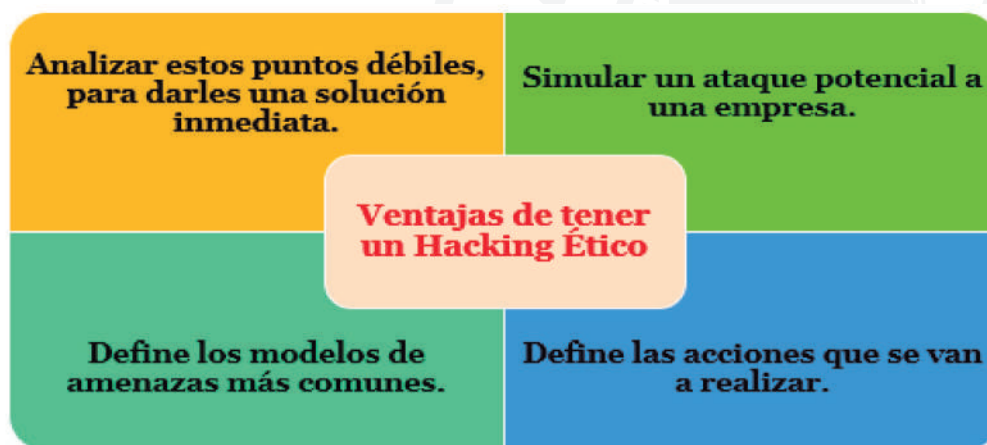 Analizar estos puntos débiles,
para darles una solución
inmediata.
Simular un ataque potencial a
una empresa.
Ventajas de tener
un Hacking Ético
Define los modelos de
amenazas más comunes.
Define las acciones que se van
a realizar.